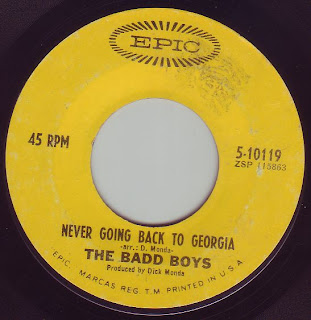 EPIC
45 RPM
5-10119
ZSP 115863
NEVER GOING BACK TO GEORGIA
-arr.: D. Monda-
THE BADD BOYS
Produced by Dick Monda
EPIC. MARCAS REG. T.M. PRINTED IN U.S.A